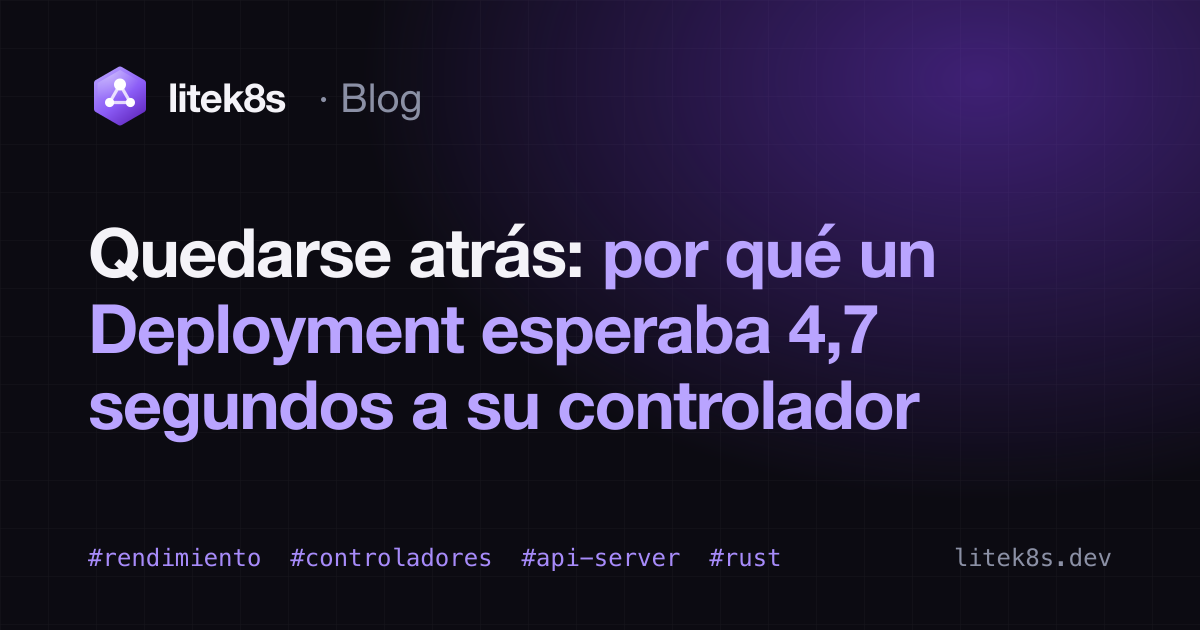 litek8s · Blog
Quedarse atrás: por qué un
Deployment esperaba 4,7
segundos a su controlador
#rendimiento #controladores #api-server #rust litek8s.dev